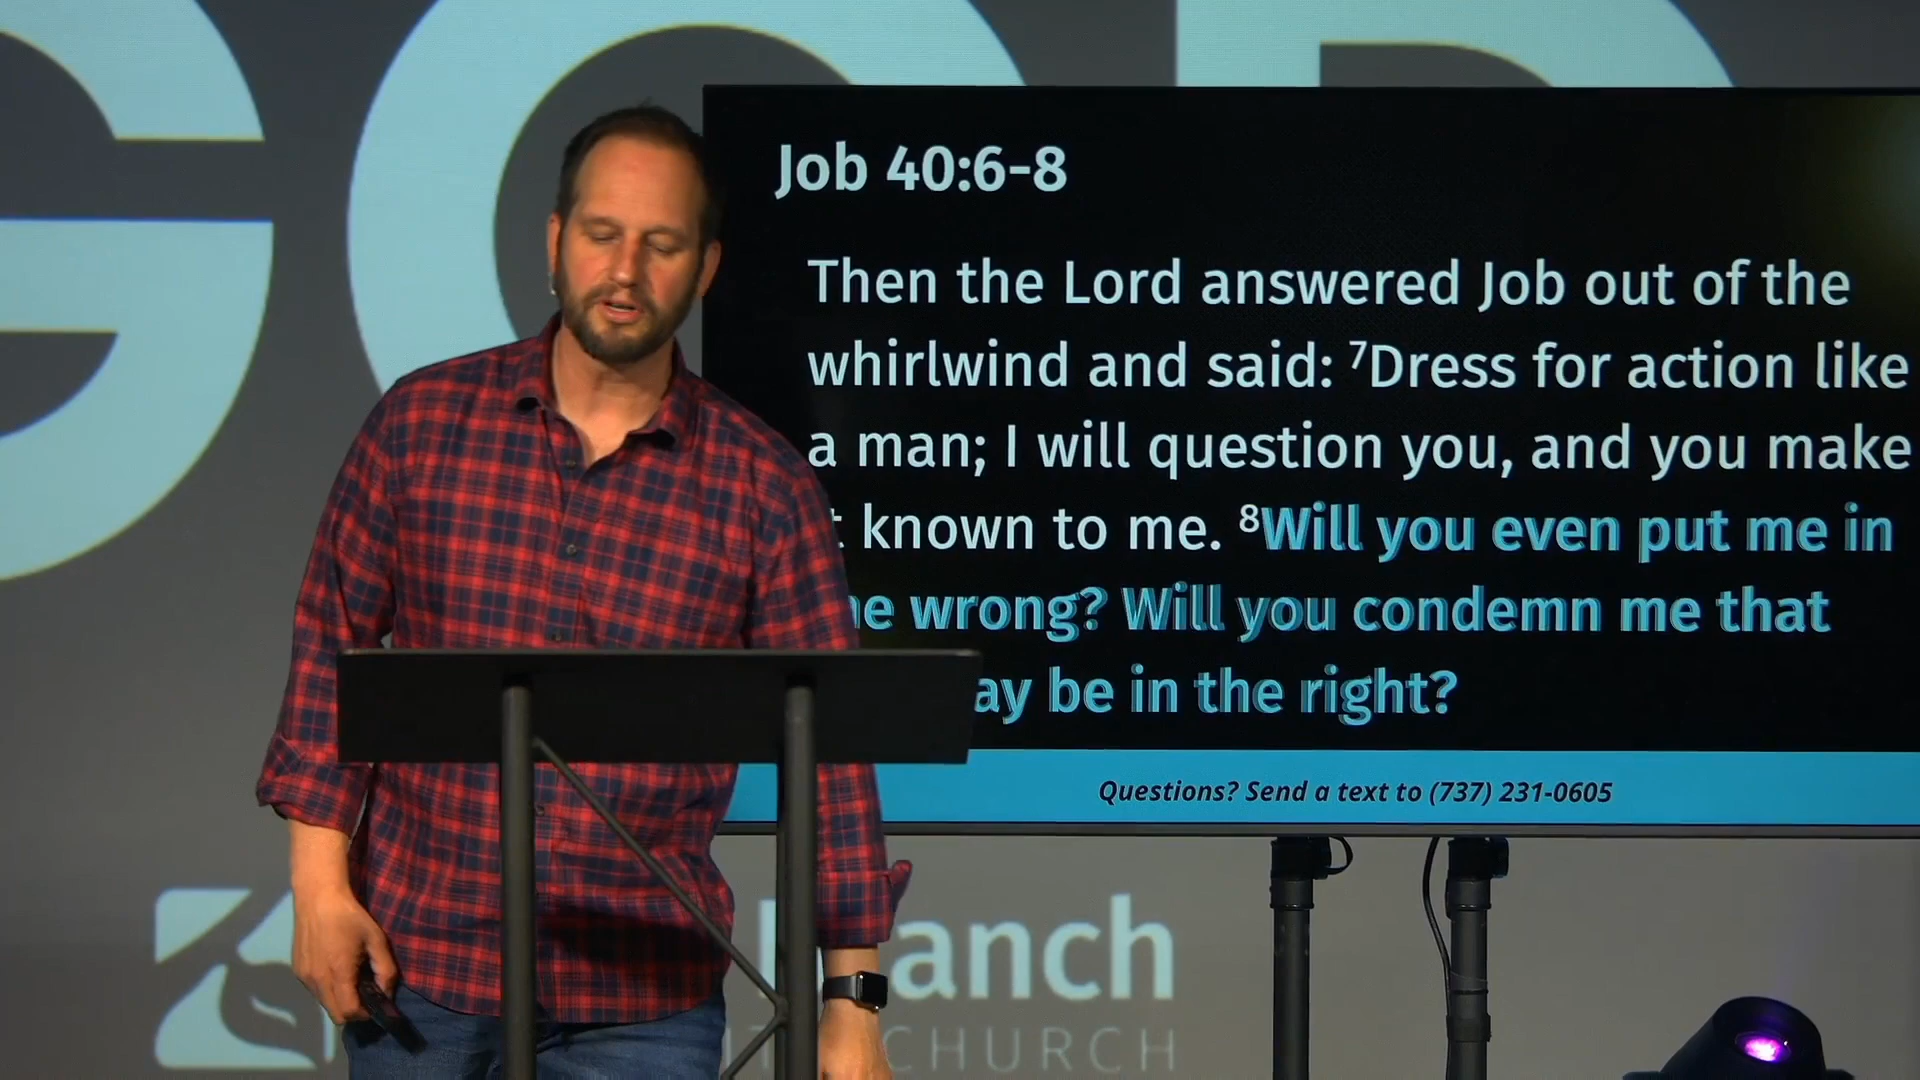 Job 40:6-8
Then the Lord answered Job out of the
whirlwind and said: ⁷Dress for action like
a man; I will question you, and you make
known to me. ⁸Will you even put me in
wrong? Will you condemn me that
be in the right?
Questions? Send a text to (737) 231-0605
CHURCH